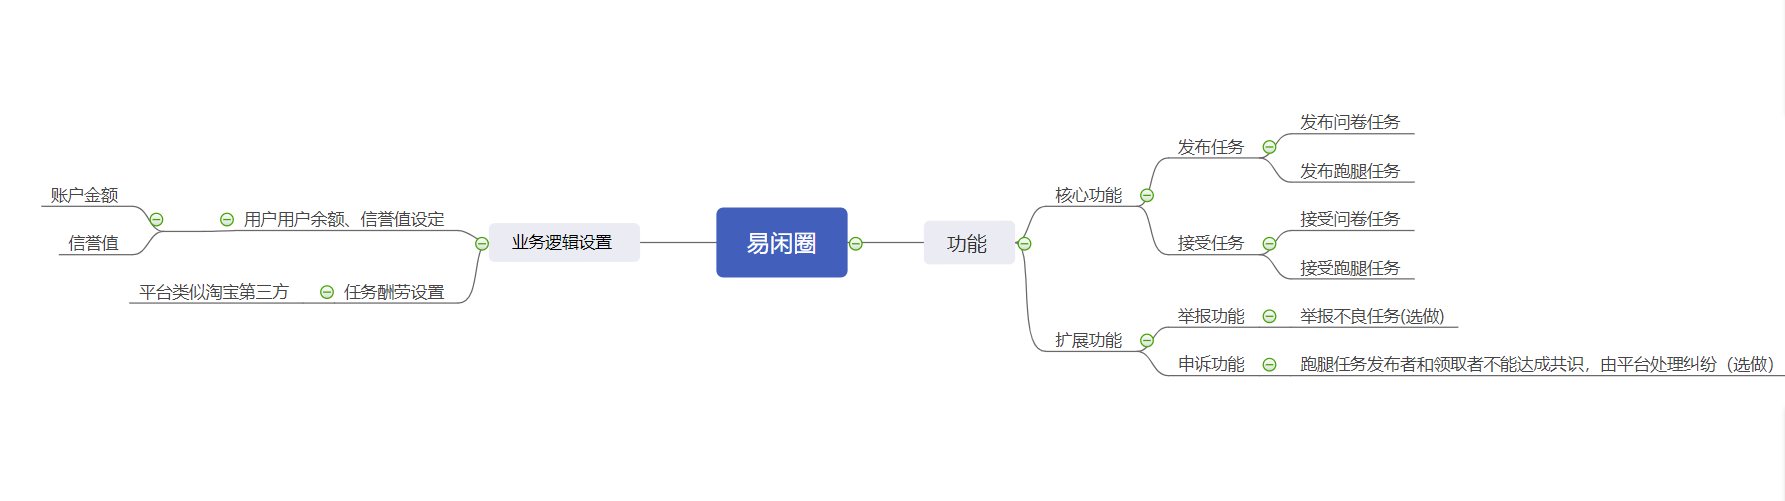 易闲圈
功能
核心功能
发布任务
发布问卷任务
发布跑腿任务
接受任务
接受问卷任务
接受跑腿任务
扩展功能
举报功能
举报不良任务(选做)
申诉功能
跑腿任务发布者和领取者不能达成共识，由平台处理纠纷（选做）
业务逻辑设置
用户用户余额、信誉值设定
账户金额
信誉值
任务酬劳设置
平台类似淘宝第三方